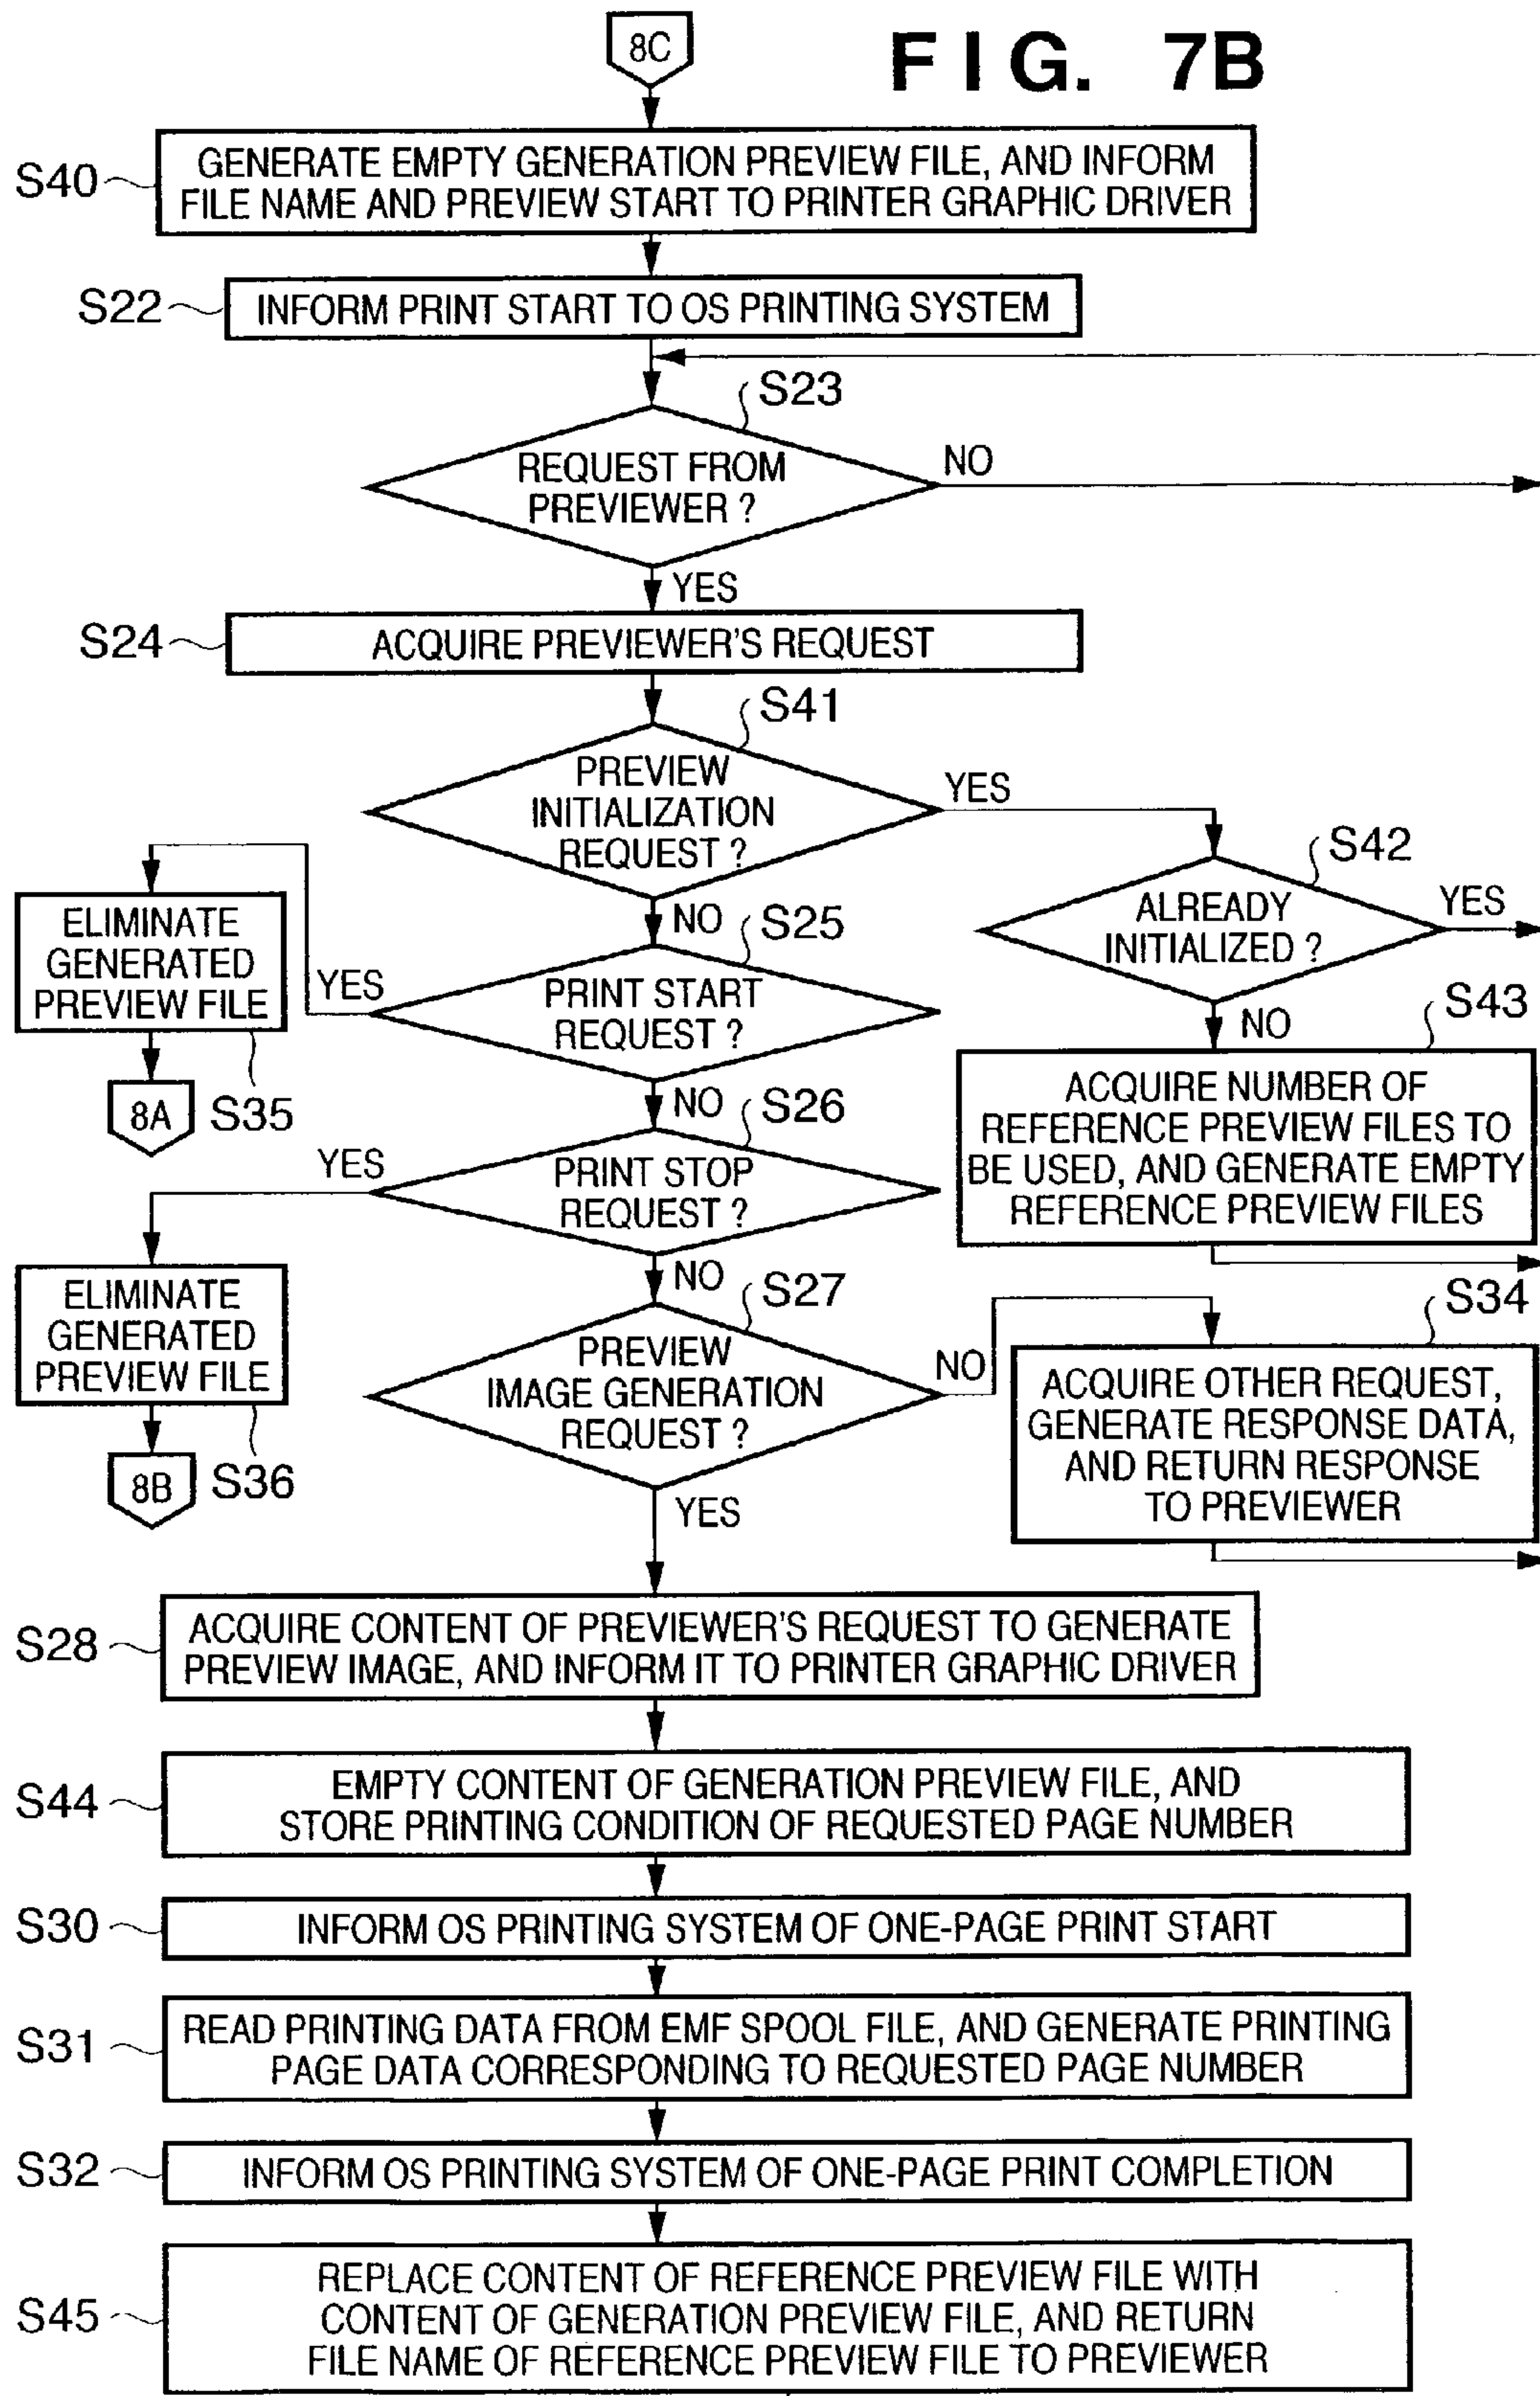 8C
FIG. 7B
S40
GENERATE EMPTY GENERATION PREVIEW FILE, AND INFORM
FILE NAME AND PREVIEW START TO PRINTER GRAPHIC DRIVER
S22
INFORM PRINT START TO OS PRINTING SYSTEM
S23
REQUEST FROM
PREVIEWER ?
NO
YES
S24
ACQUIRE PREVIEWER'S REQUEST
S41
PREVIEW
INITIALIZATION
REQUEST ?
YES
NO
S42
ALREADY
INITIALIZED ?
YES
NO
S43
ACQUIRE NUMBER OF
REFERENCE PREVIEW FILES TO
BE USED, AND GENERATE EMPTY
REFERENCE PREVIEW FILES
S25
PRINT START
REQUEST ?
YES
NO
ELIMINATE
GENERATED
PREVIEW FILE
S35
8A
S26
PRINT STOP
REQUEST ?
YES
NO
ELIMINATE
GENERATED
PREVIEW FILE
S36
8B
S27
PREVIEW
IMAGE GENERATION
REQUEST ?
NO
YES
S34
ACQUIRE OTHER REQUEST,
GENERATE RESPONSE DATA,
AND RETURN RESPONSE
TO PREVIEWER
S28
ACQUIRE CONTENT OF PREVIEWER'S REQUEST TO GENERATE
PREVIEW IMAGE, AND INFORM IT TO PRINTER GRAPHIC DRIVER
S44
EMPTY CONTENT OF GENERATION PREVIEW FILE, AND
STORE PRINTING CONDITION OF REQUESTED PAGE NUMBER
S30
INFORM OS PRINTING SYSTEM OF ONE-PAGE PRINT START
S31
READ PRINTING DATA FROM EMF SPOOL FILE, AND GENERATE PRINTING
PAGE DATA CORRESPONDING TO REQUESTED PAGE NUMBER
S32
INFORM OS PRINTING SYSTEM OF ONE-PAGE PRINT COMPLETION
S45
REPLACE CONTENT OF REFERENCE PREVIEW FILE WITH
CONTENT OF GENERATION PREVIEW FILE, AND RETURN
FILE NAME OF REFERENCE PREVIEW FILE TO PREVIEWER